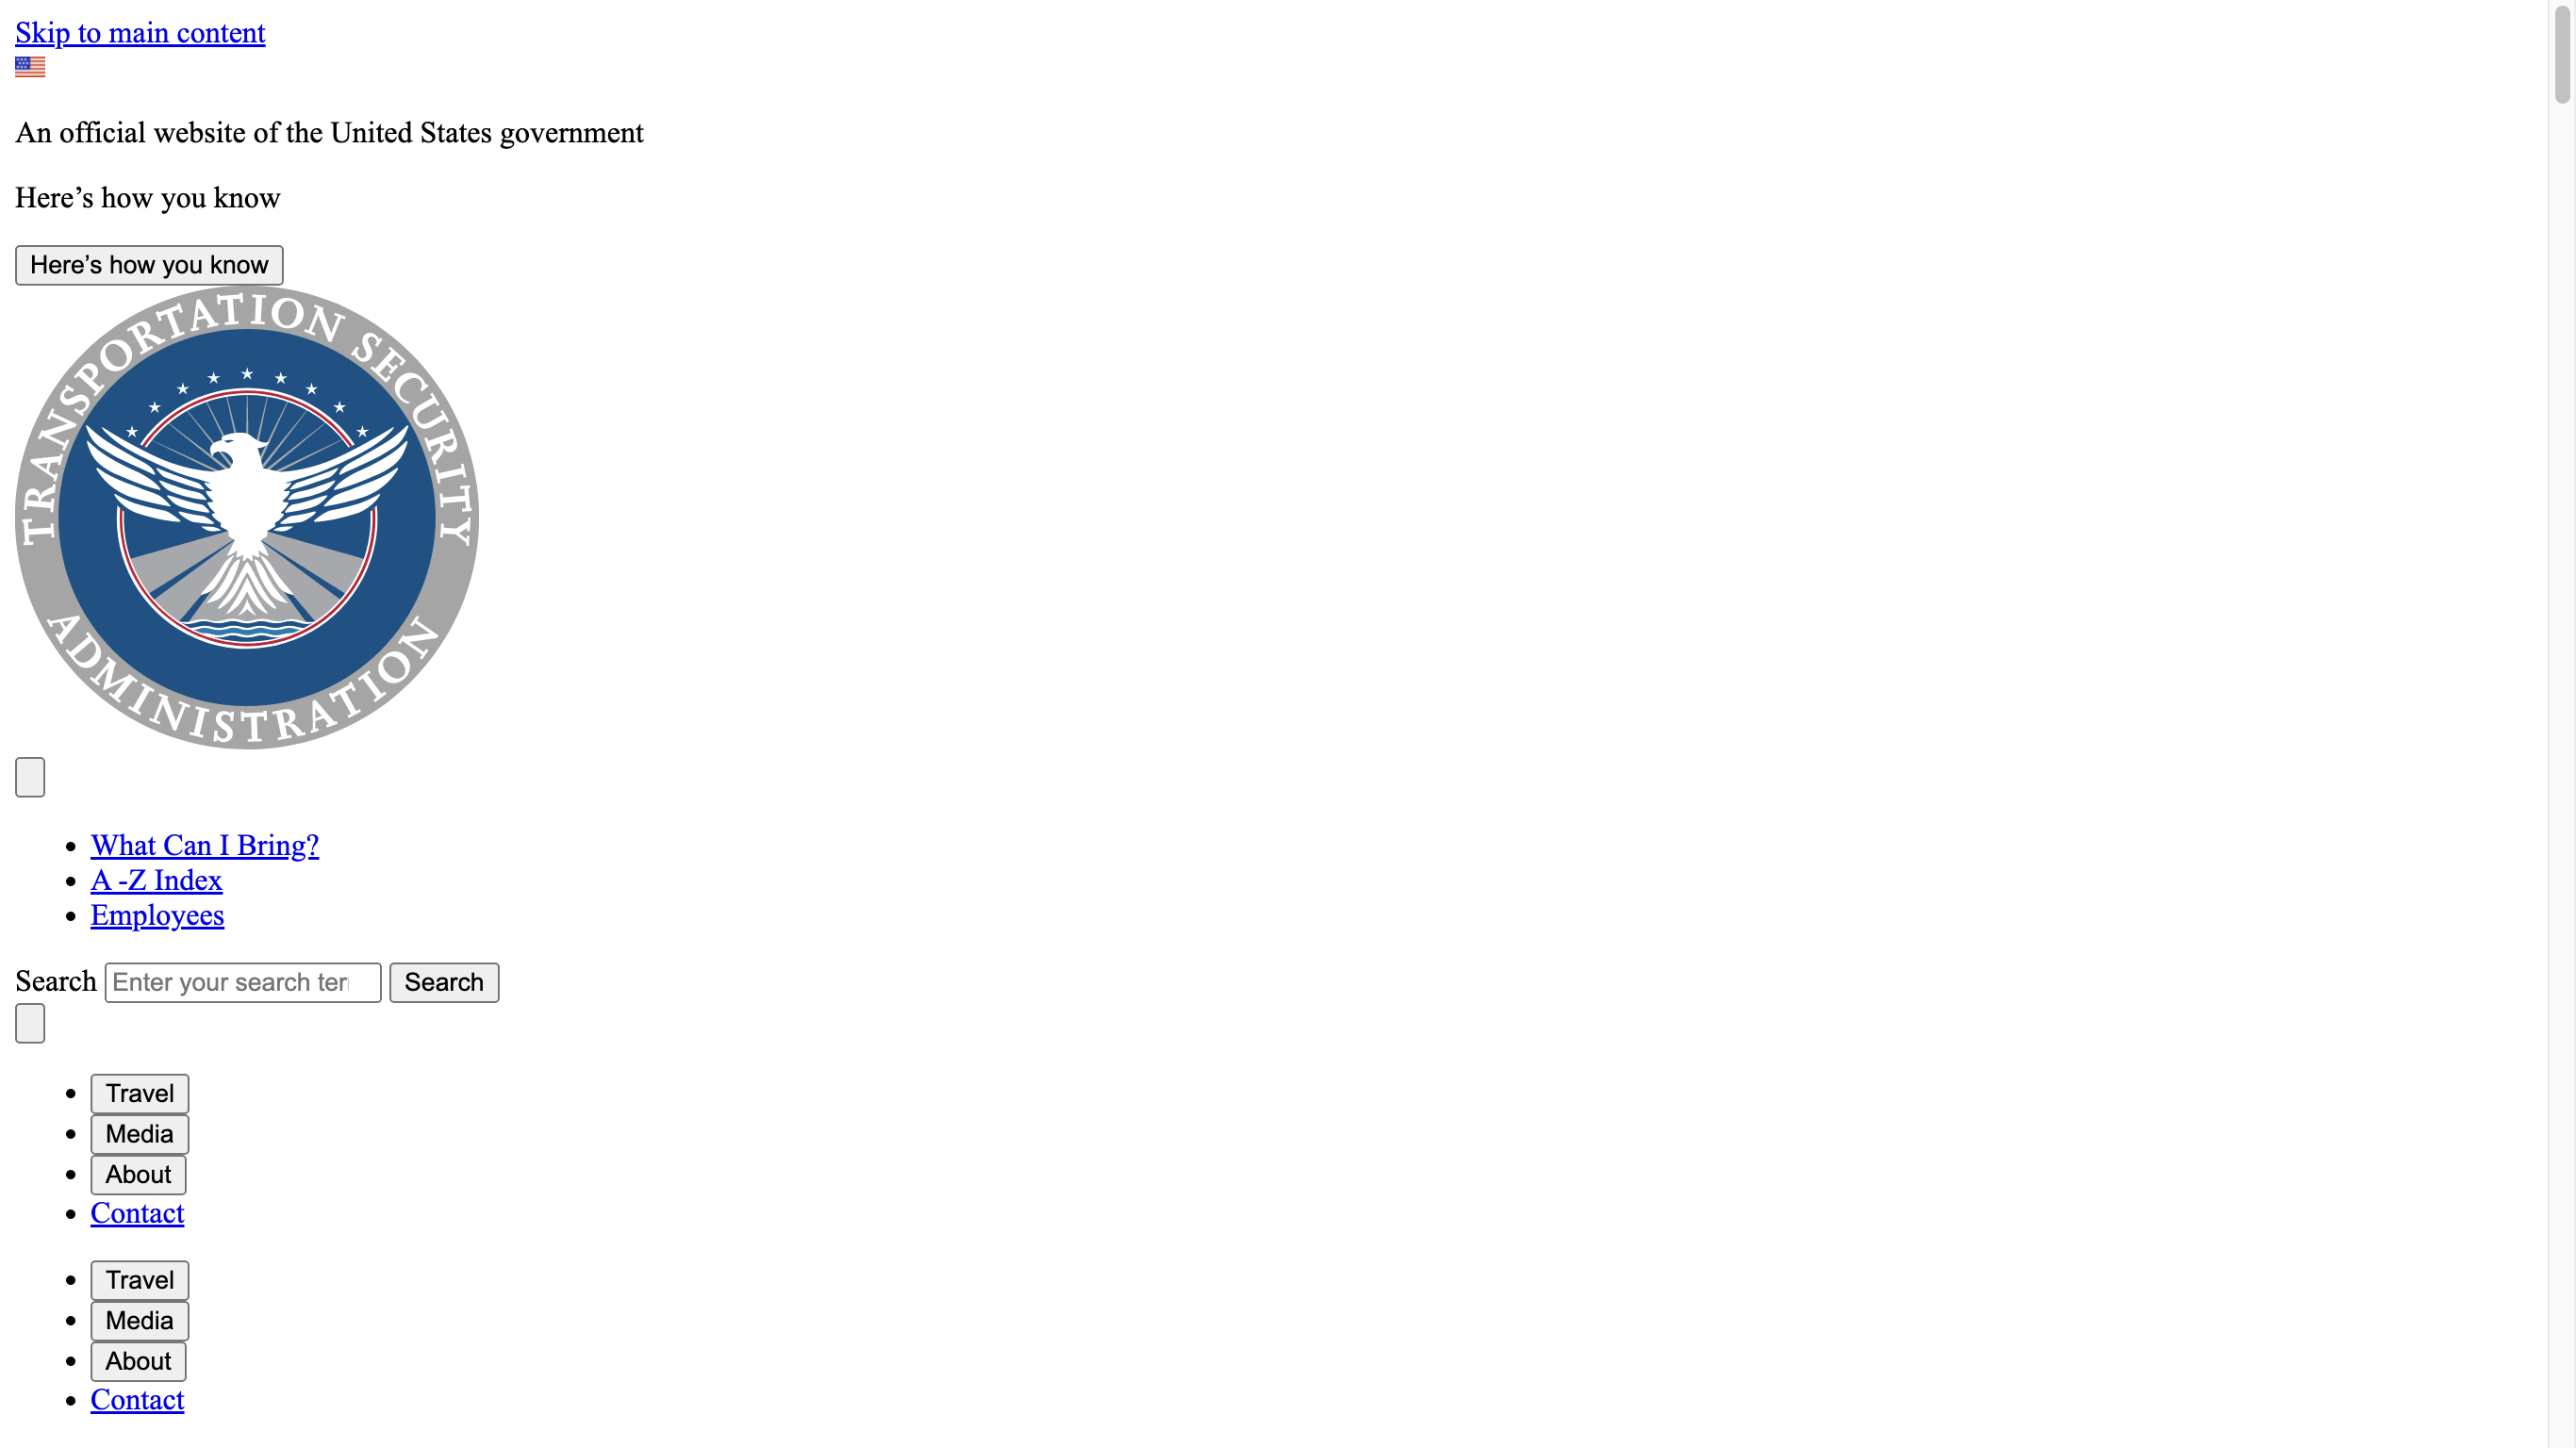 Skip to main content
An official website of the United States government
Here’s how you know
Here’s how you know
TRANSPORTATION SECURITY
ADMINISTRATION
What Can I Bring?
A -Z Index
Employees
Search Enter your search ter Search
Travel
Media
About
Contact
Travel
Media
About
Contact